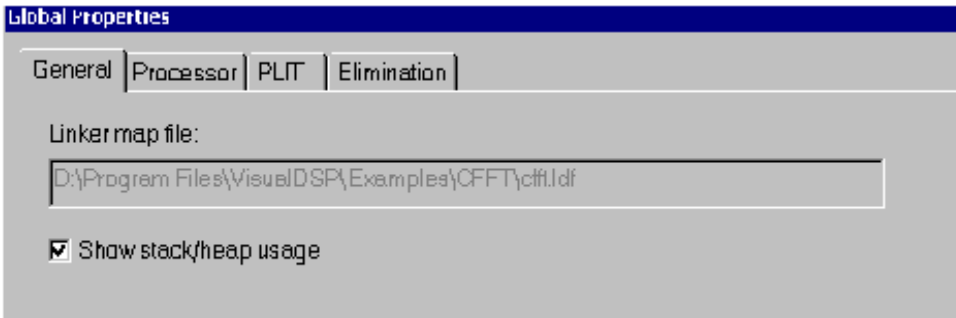 Global Properties
General Processor PLIT Elimination
Linker map file:
D:\Program Files\VisualDSP\Examples\CFFT\cfft.ldf
Show stack/heap usage